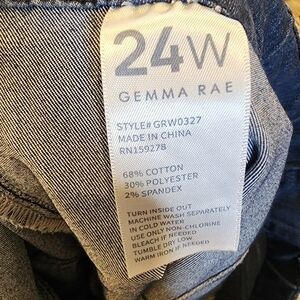 24W
GEMMA RAE
STYLE# GRW0327
MADE IN CHINA
RN159278
68% COTTON
30% POLYESTER
2% SPANDEX
TURN INSIDE OUT
MACHINE WASH SEPARATELY
IN COLD WATER
USE ONLY NON-CHLORINE
BLEACH IF NEEDED
TUMBLE DRY LOW
WARM IRON IF NEEDED